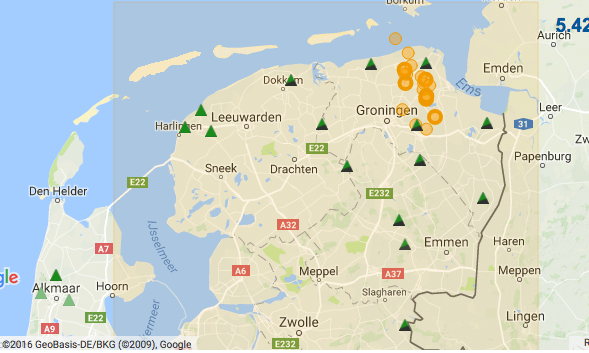 Borkum
5.42
Aurich
Emden
Ems
Dokkum
Leer
Groningen
Harlingen
Leeuwarden
31
E22
Papenburg
Sneek
Drachten
E22
E232
Den Helder
A32
IJsselmeer
A7
Emmen
Haren
A6
Meppel
A37
Meppen
gle
Alkmaar
Hoorn
Slagharen
E22
Zwolle
Lingen
A9
E232
©2016 GeoBasis-DE/BKG (©2009), Google